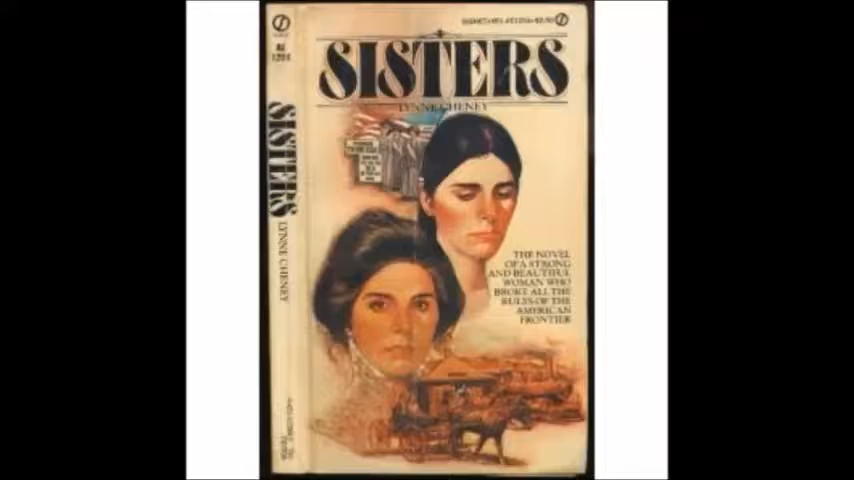 SISTERS
LYNNE CHENEY
THE NOVEL
OF A STRONG
AND BEAUTIFUL
WOMAN WHO
BROKE ALL THE
RULES OF THE
AMERICAN
FRONTIER
SISTERS
LYNNE CHENEY